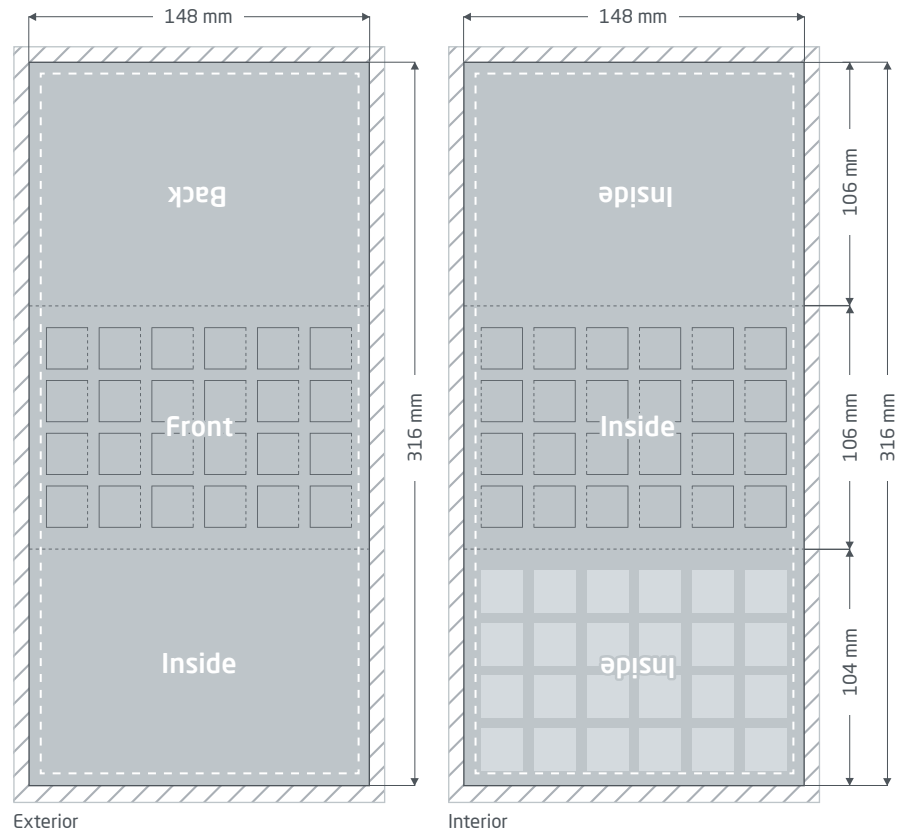 148 mm
148 mm
Back
Inside
106 mm
Front
Inside
316 mm
106 mm
316 mm
Inside
Inside
104 mm
Exterior
Interior